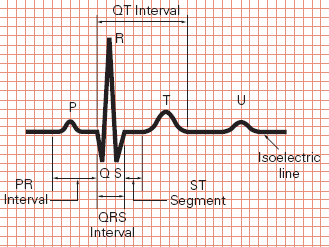 QT Interval
R
P
T
U
Q S
Isoelectric
line
PR
Interval
ST
Segment
QRS
Interval